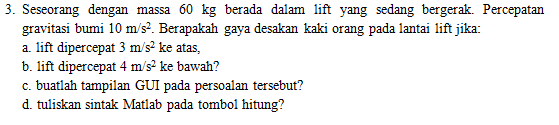 3. Seseorang dengan massa 60 kg berada dalam lift yang sedang bergerak. Percepatan
gravitasi bumi 10 m/s². Berapakah gaya desakan kaki orang pada lantai lift jika:
a. lift dipercepat 3 m/s² ke atas,
b. lift dipercepat 4 m/s² ke bawah?
c. buatlah tampilan GUI pada persoalan tersebut?
d. tuliskan sintak Matlab pada tombol hitung?